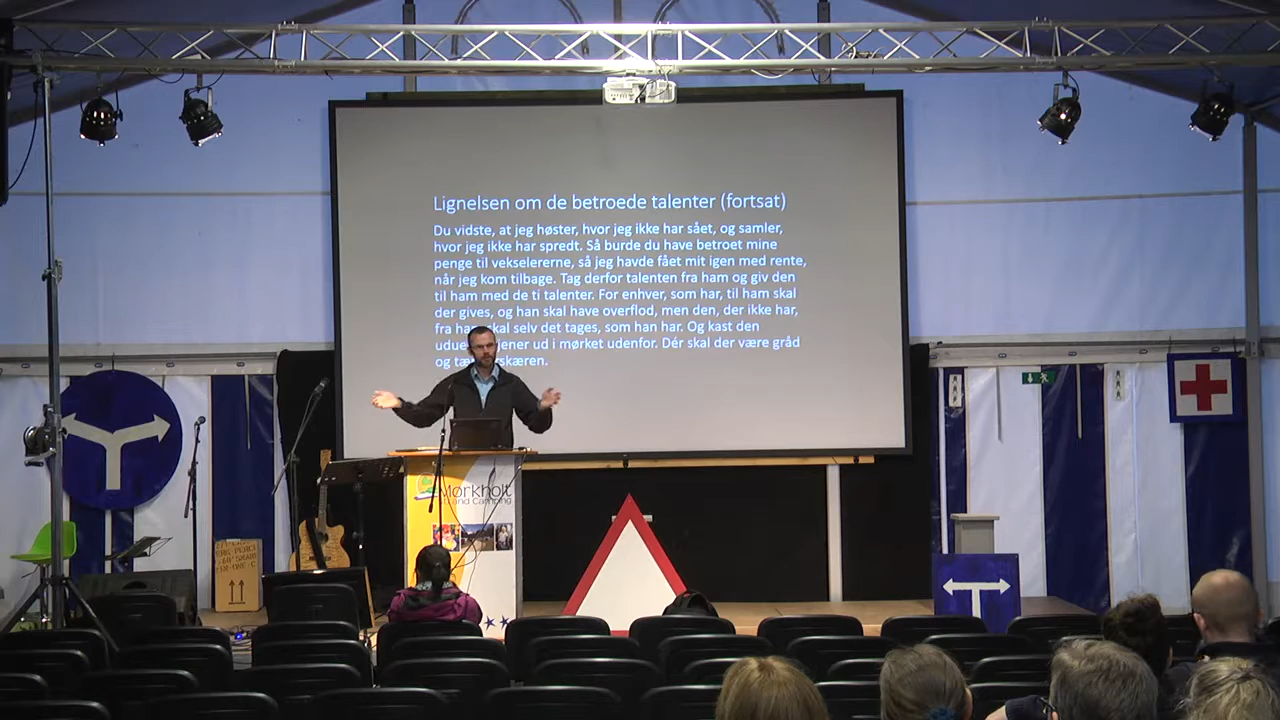 Lignelsen om de betroede talenter (fortsat)
Du vidste, at jeg høster, hvor jeg ikke har sået, og samler,
hvor jeg ikke har spredt. Så burde du have betroet mine
penge til vekselererne, så jeg havde fået mit igen med rente,
når jeg kom tilbage. Tag derfor talenten fra ham og giv den
til ham med de ti talenter. For enhver, som har, til ham skal
der gives, og han skal have overflod, men den, der ikke har,
fra skal selv det tages, som han har. Og kast den
ud i mørket udenfor. Dér skal der være gråd
og
Mørkholt
and Camping